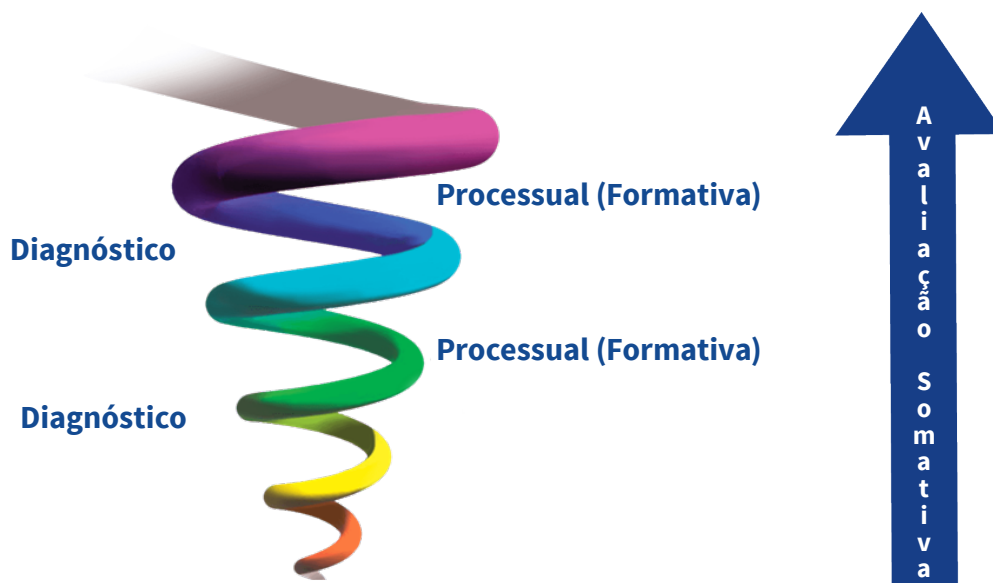 Processual (Formativa)
Diagnóstico
Processual (Formativa)
Diagnóstico
Avaliação Somativa